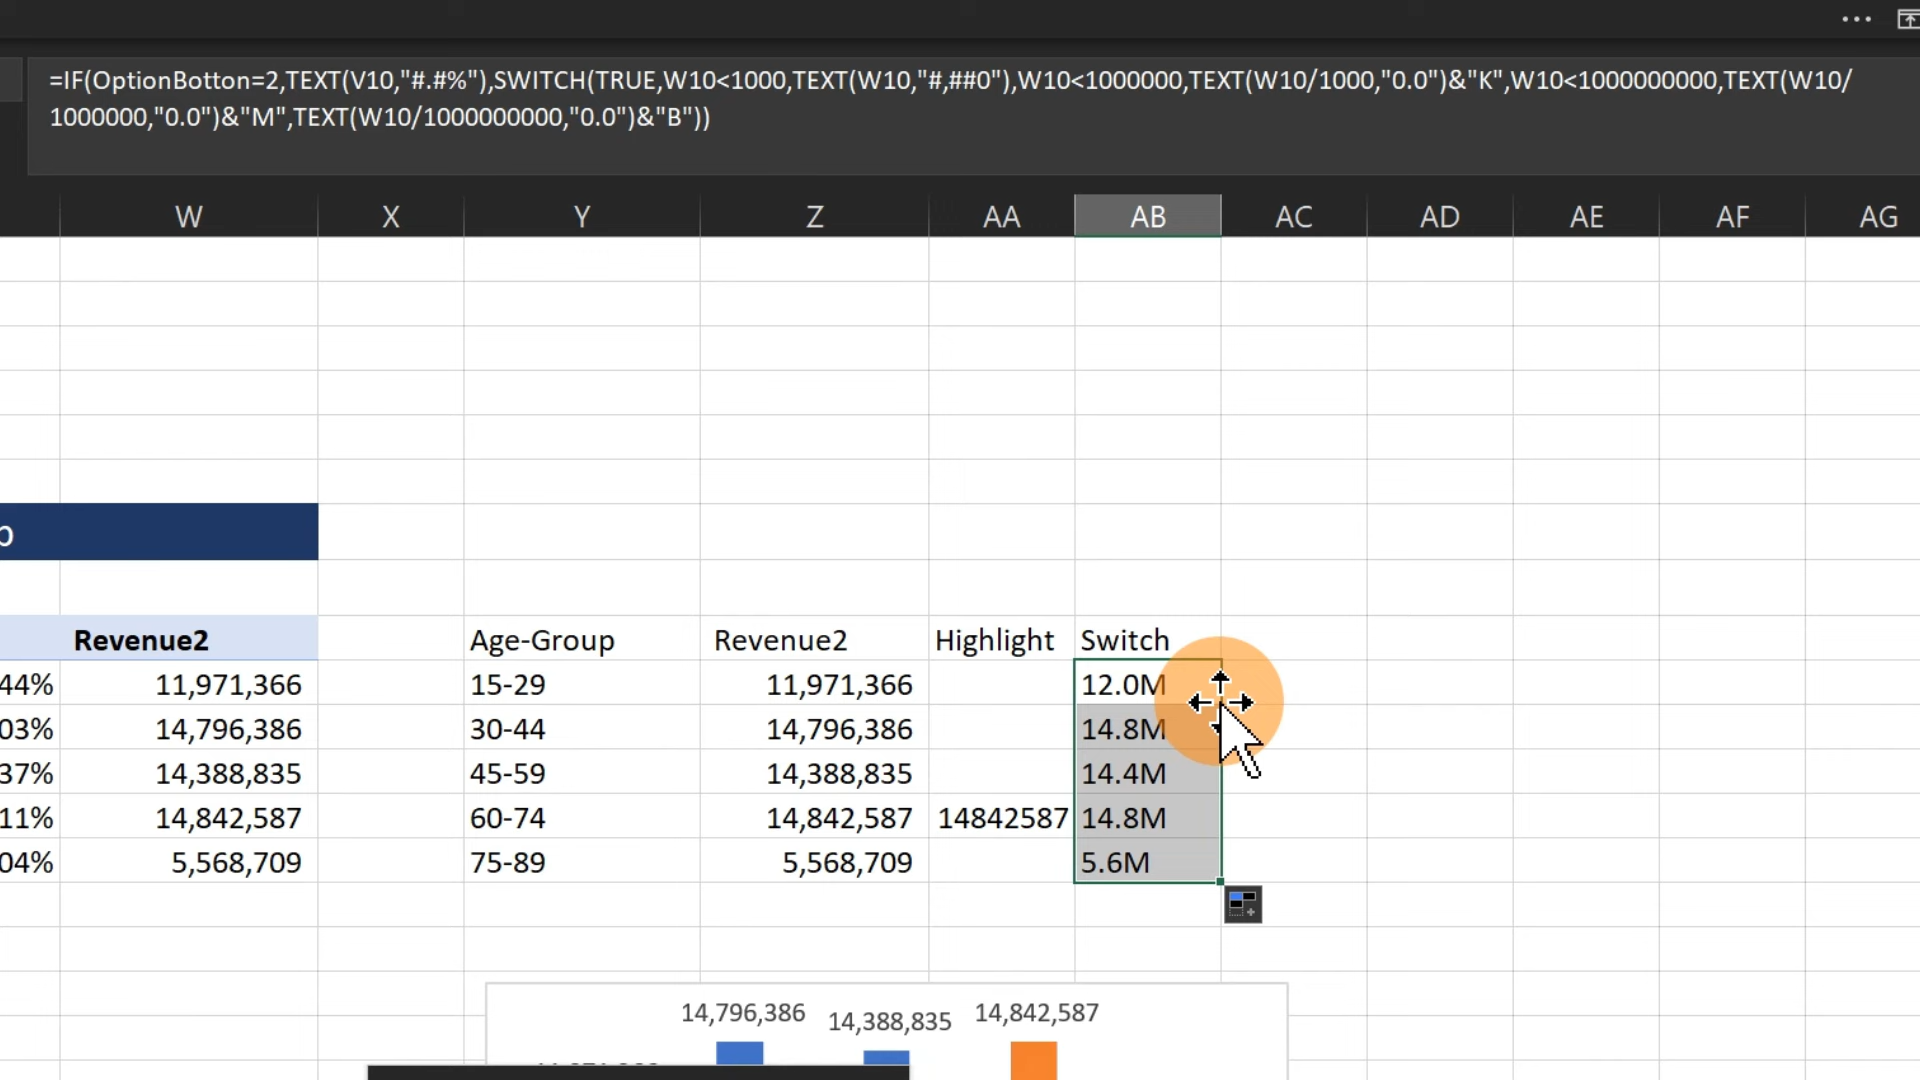 =IF(OptionBotton=2,TEXT(V10,"#.#%"),SWITCH(TRUE,W10<1000,TEXT(W10,"#,##0"),W10<1000000,TEXT(W10/1000,"0.0")&"K",W10<1000000000,TEXT(W10/
1000000,"0.0")&"M",TEXT(W10/1000000000,"0.0")&"B"))
W X Y Z AA AB AC AD AE AF AG
Revenue2 Age-Group Revenue2 Highlight Switch
44% 11,971,366 15-29 11,971,366 12.0M
03% 14,796,386 30-44 14,796,386 14.8M
37% 14,388,835 45-59 14,388,835 14.4M
11% 14,842,587 60-74 14,842,587 14842587 14.8M
04% 5,568,709 75-89 5,568,709 5.6M
14,796,386 14,388,835 14,842,587